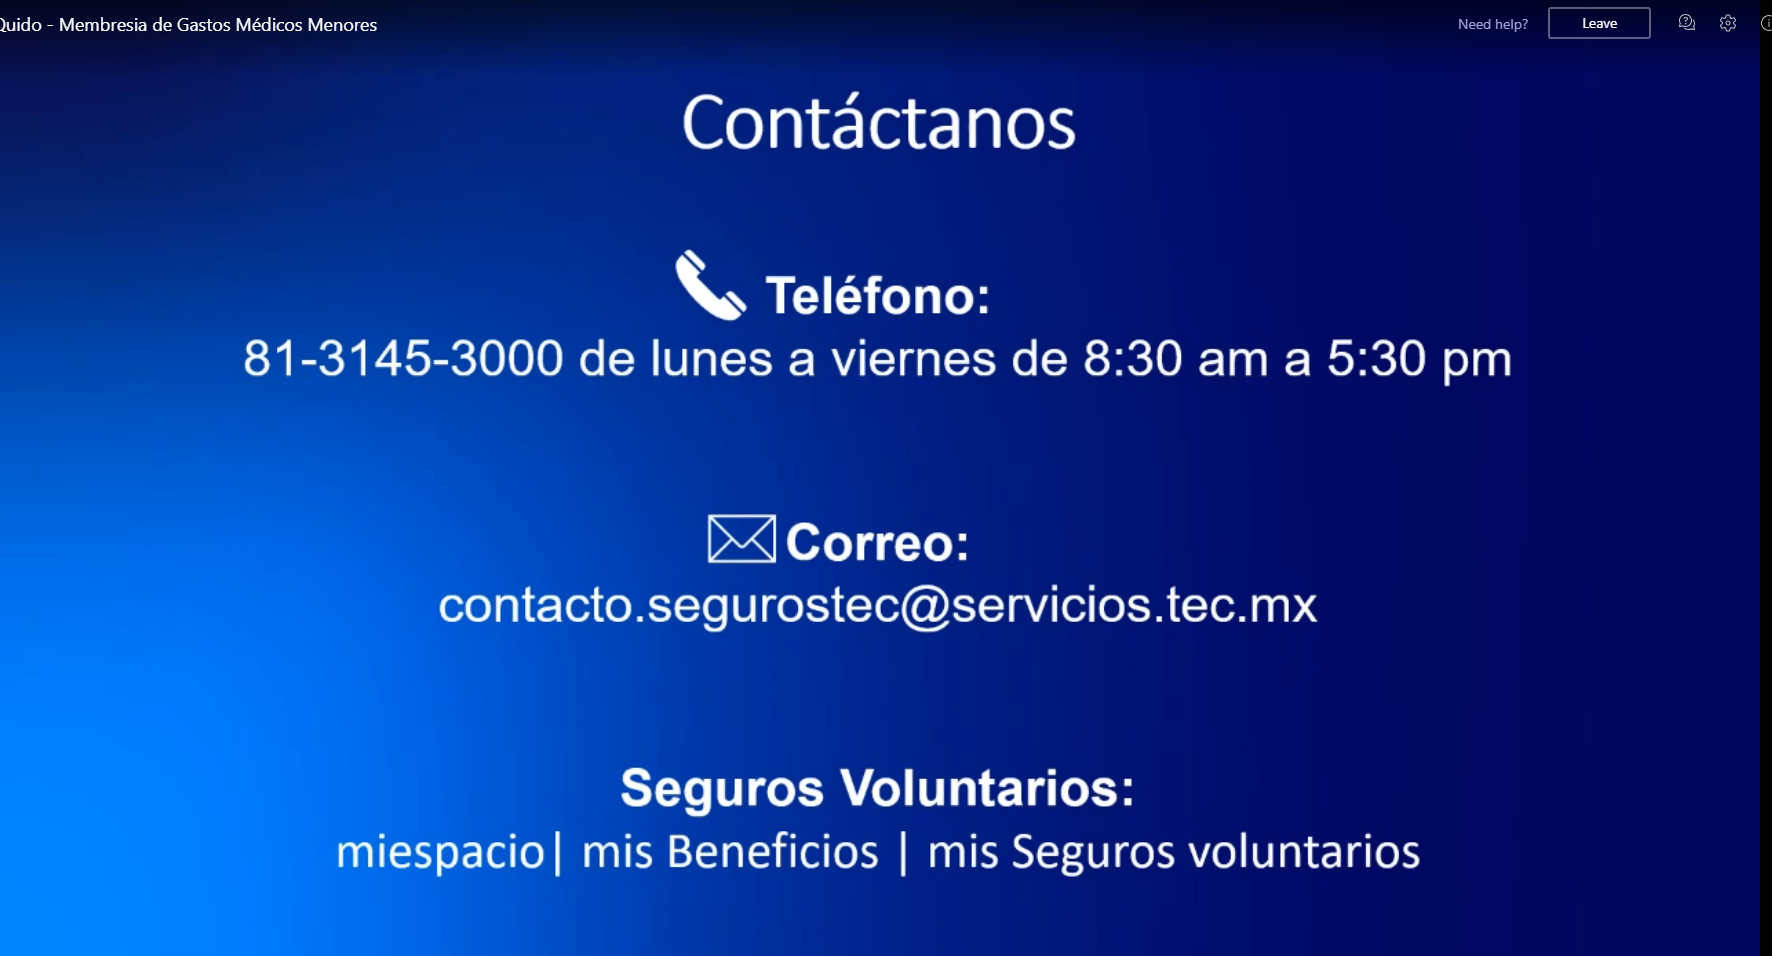 Quido - Membresia de Gastos Médicos Menores
Need help?
Leave
Contáctanos
Teléfono:
81-3145-3000 de lunes a viernes de 8:30 am a 5:30 pm
Correo:
contacto.segurostec@servicios.tec.mx
Seguros Voluntarios:
miespacio| mis Beneficios | mis Seguros voluntarios